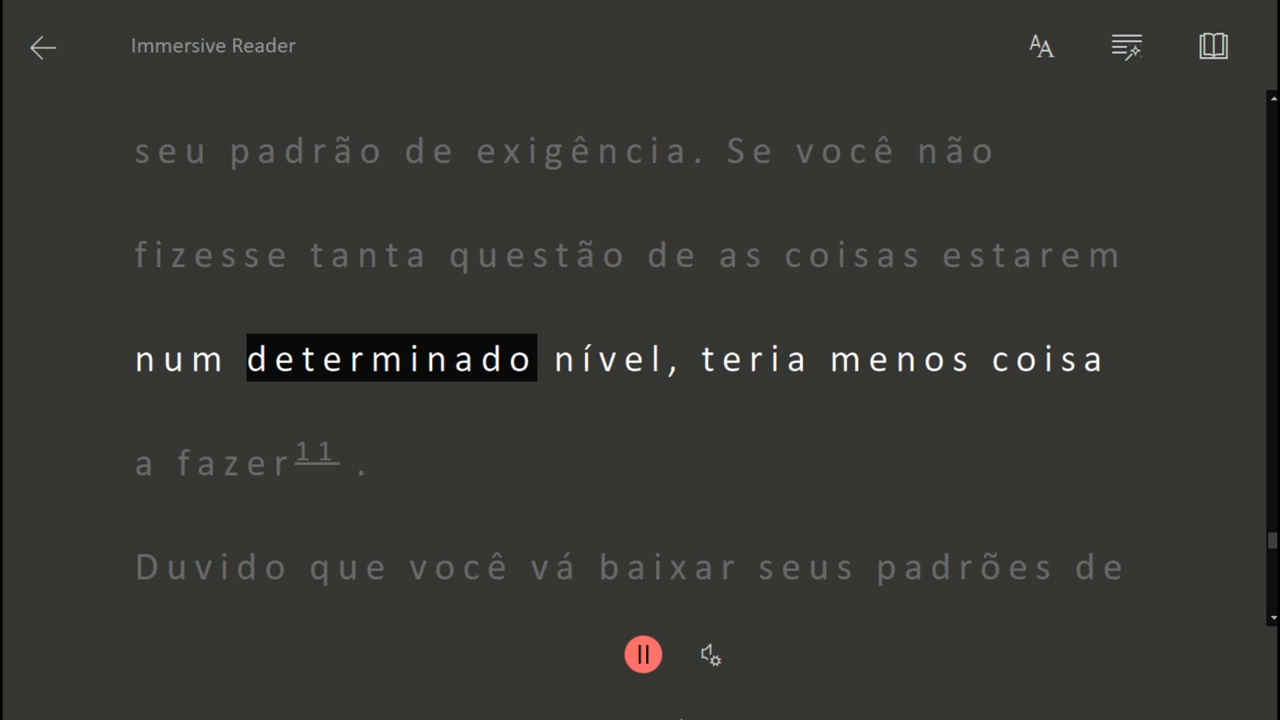 Immersive Reader
seu padrão de exigência. Se você não
fizesse tanta questão de as coisas estarem
num determinado nível, teria menos coisa
a fazer11 .
Duvido que você vá baixar seus padrões de